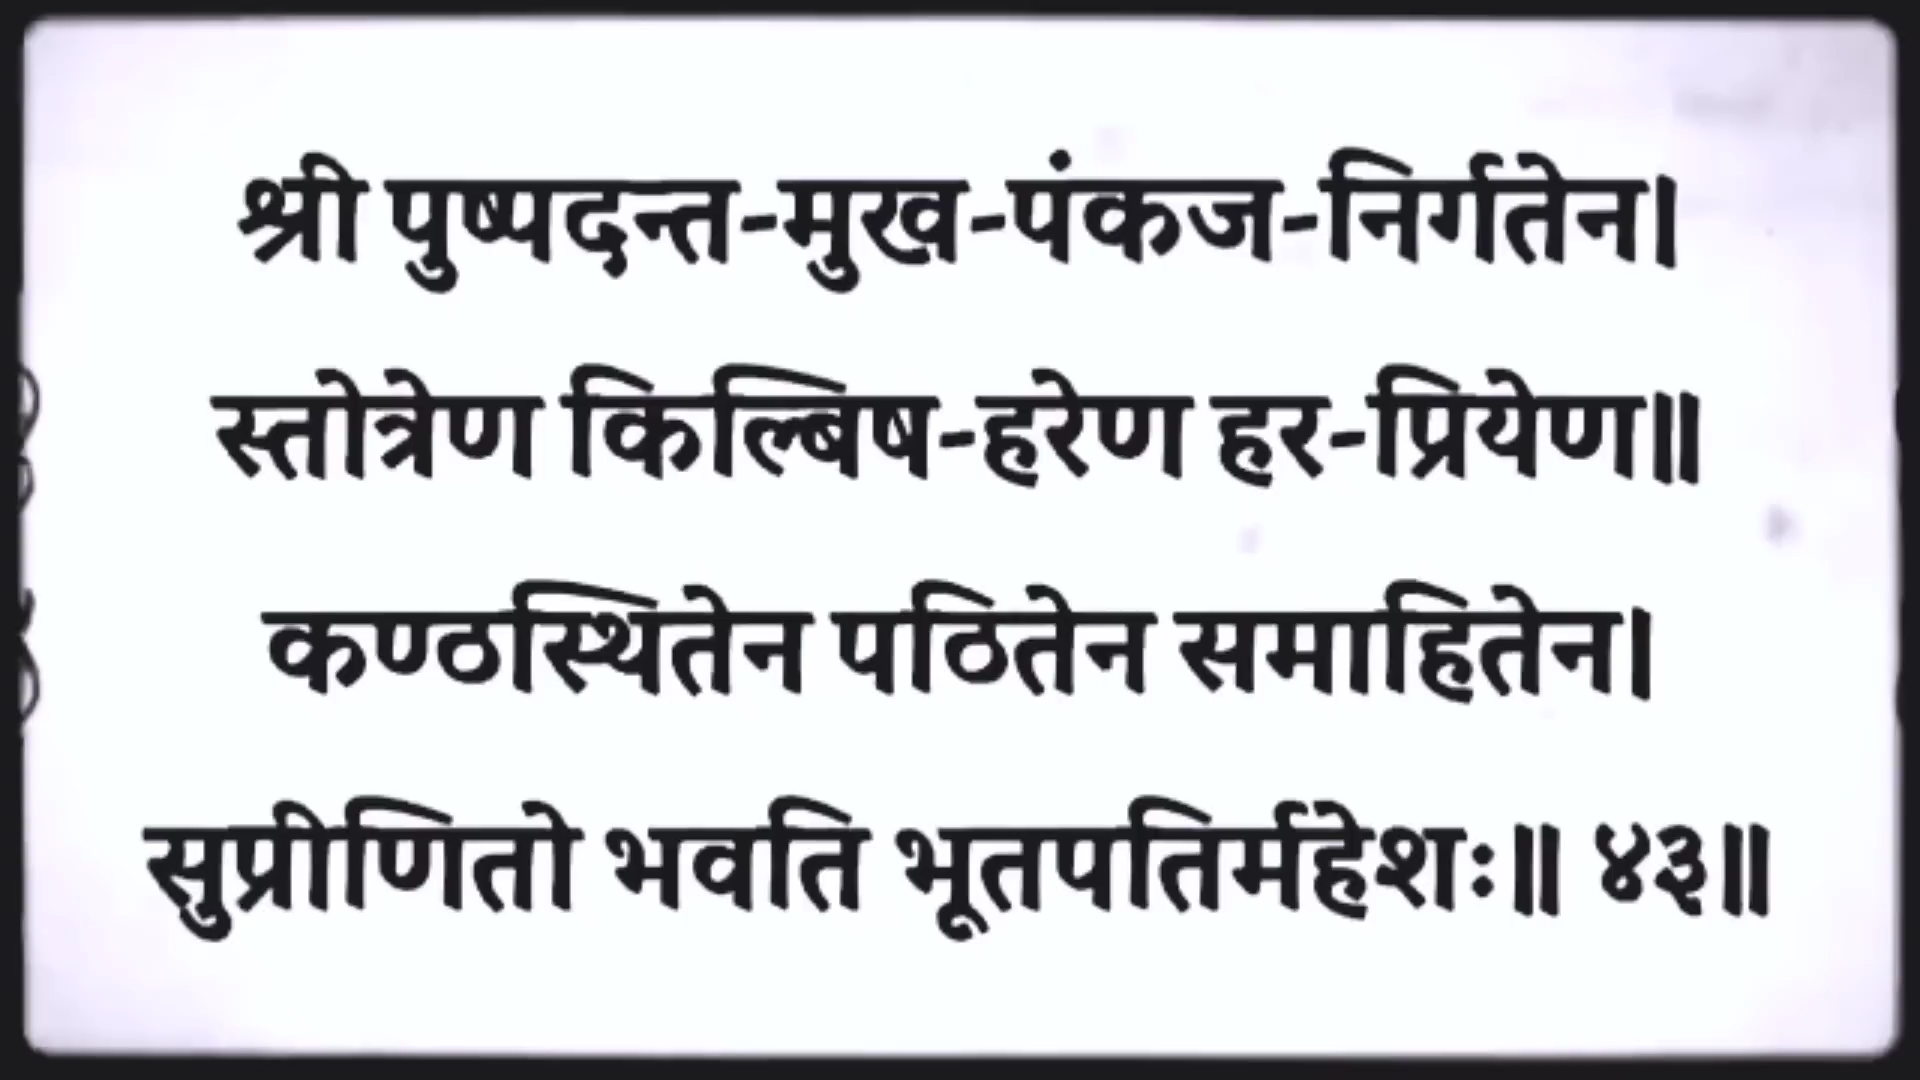 श्री पुष्पदन्त-मुख-पंकज-निर्गतेन।
स्तोत्रेण किल्बिष-हरेण हर-प्रियेण॥
कण्ठस्थितेन पठितेन समाहितेन।
सुप्रीणितो भवति भूतपतिर्महेशः॥ ४३॥